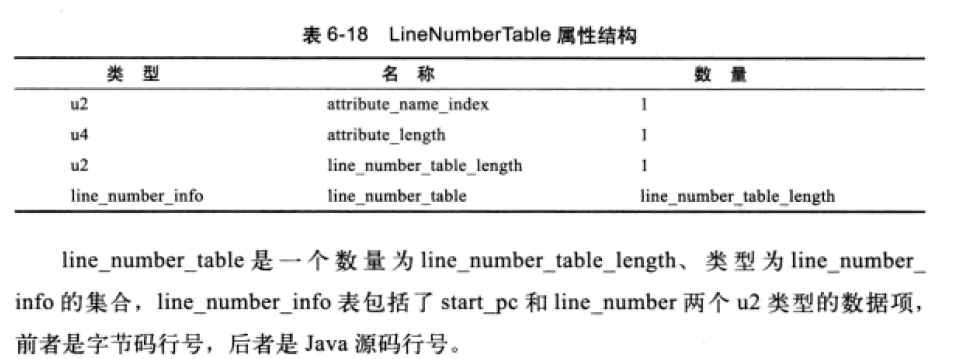 表 6-18 LineNumberTable 属性结构
类 型 名 称 数 量
u2 attribute_name_index 1
u4 attribute_length 1
u2 line_number_table_length 1
line_number_info line_number_table line_number_table_length
line_number_table 是一个数量为 line_number_table_length、类型为 line_number_
info 的集合，line_number_info 表包括了 start_pc 和 line_number 两个 u2 类型的数据项，
前者是字节码行号，后者是 Java 源码行号。